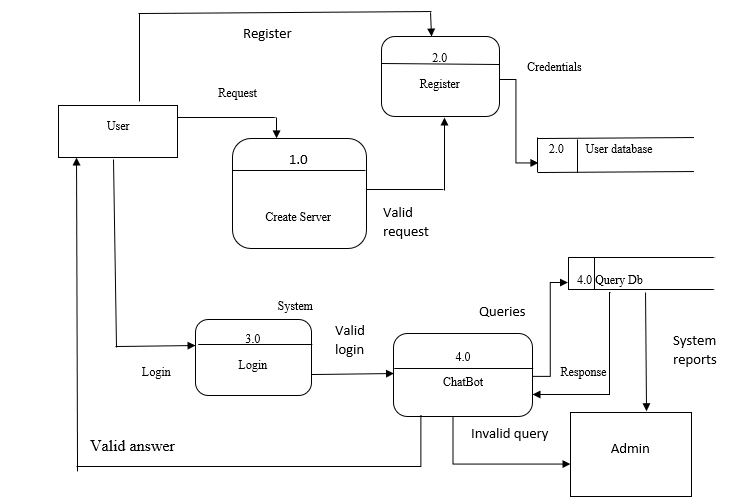 Register
2.0
Register
Credentials
Request
User
1.0
Create Server
2.0 User database
Valid
request
4.0 Query Db
Queries
System
3.0
Login
Valid
login
4.0
ChatBot
Response
System
reports
Login
Invalid query
Admin
Valid answer